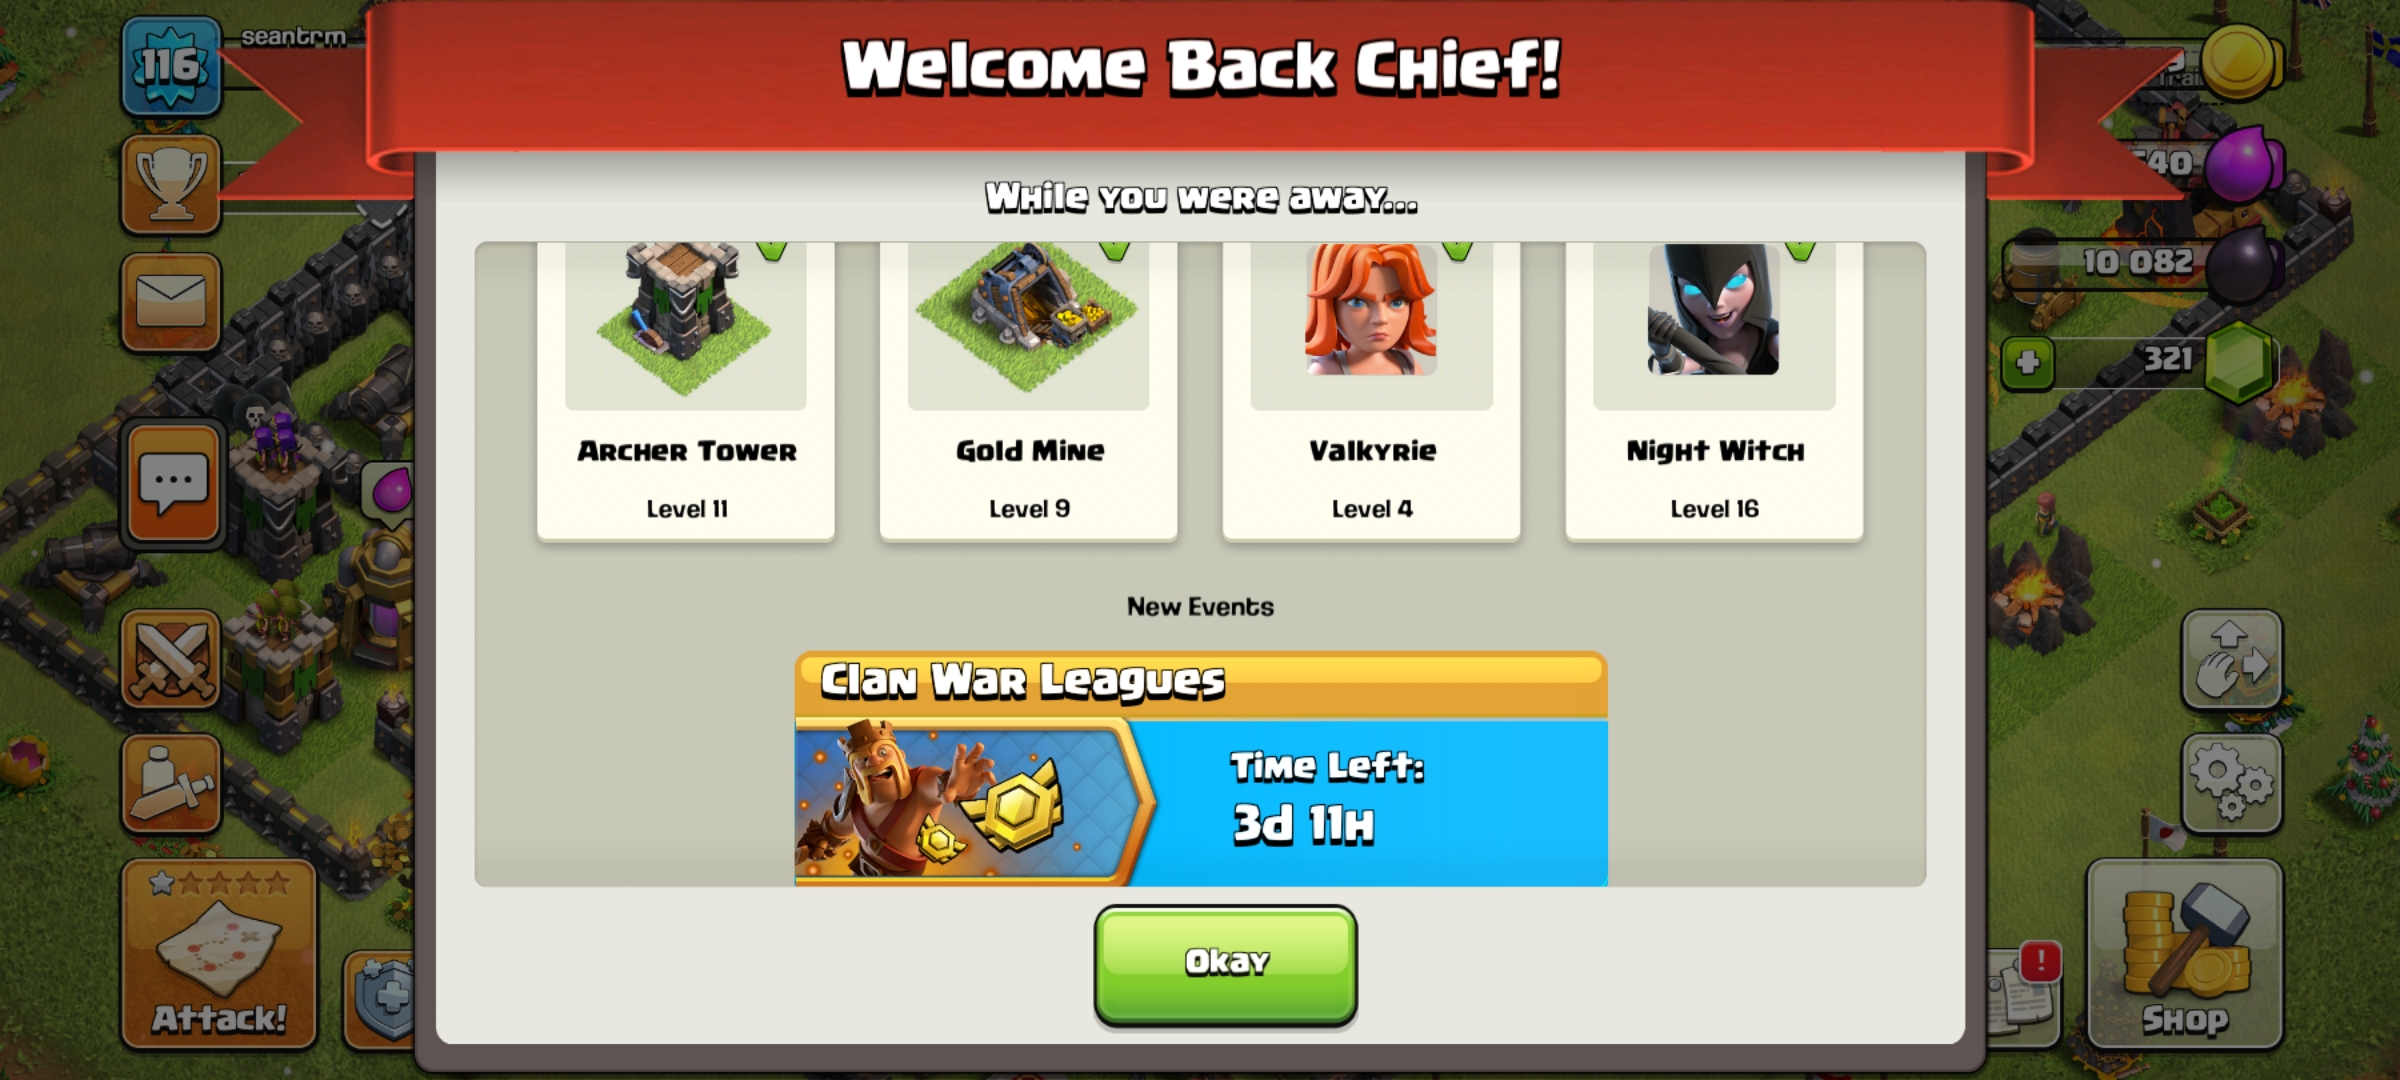 Welcome Back Chief!
116
seantrm
While you were away...
540
10 082
321
Archer Tower
Gold Mine
Valkyrie
Night Witch
Level 11
Level 9
Level 4
Level 16
New Events
Clan War Leagues
Time Left:
3d 11h
Okay
Attack!
!
Shop